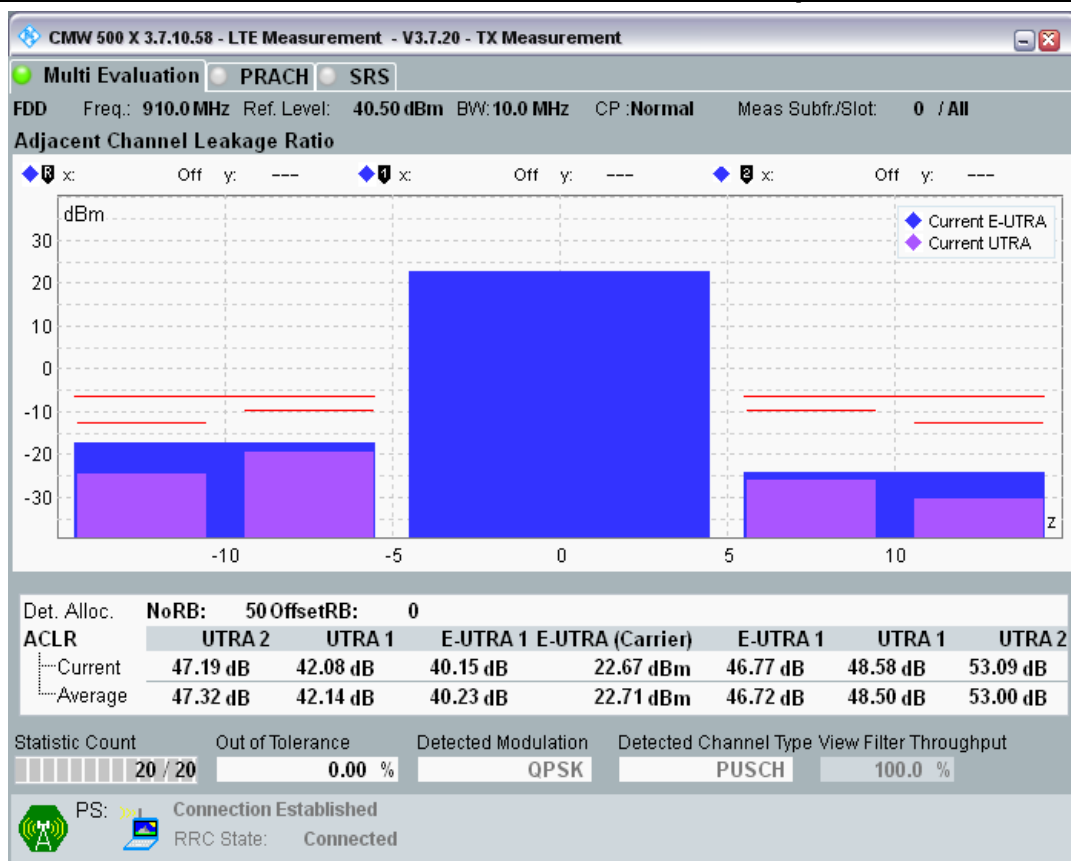 CMW 500 X 3.7.10.58 - LTE Measurement - V3.7.20 - TX Measurement
Multi Evaluation PRACH SRS
FDD Freq.: 910.0 MHz Ref. Level: 40.50 dBm BW: 10.0 MHz CP :Normal Meas Subfr./Slot: 0 / All
Adjacent Channel Leakage Ratio
R x: Off y: --- 1 x: Off y: --- 2 x: Off y: ---
dBm
Current E-UTRA
Current UTRA
30
20
10
0
-10
-20
-30
z
-10 -5 0 5 10
Det. Alloc. NoRB: 50 OffsetRB: 0
ACLR UTRA 2 UTRA 1 E-UTRA 1 E-UTRA (Carrier) E-UTRA 1 UTRA 1 UTRA 2
Current 47.19 dB 42.08 dB 40.15 dB 22.67 dBm 46.77 dB 48.58 dB 53.09 dB
Average 47.32 dB 42.14 dB 40.23 dB 22.71 dBm 46.72 dB 48.50 dB 53.00 dB
Statistic Count Out of Tolerance Detected Modulation Detected Channel Type View Filter Throughput
20 / 20 0.00 % QPSK PUSCH 100.0 %
PS: Connection Established
RRC State: Connected